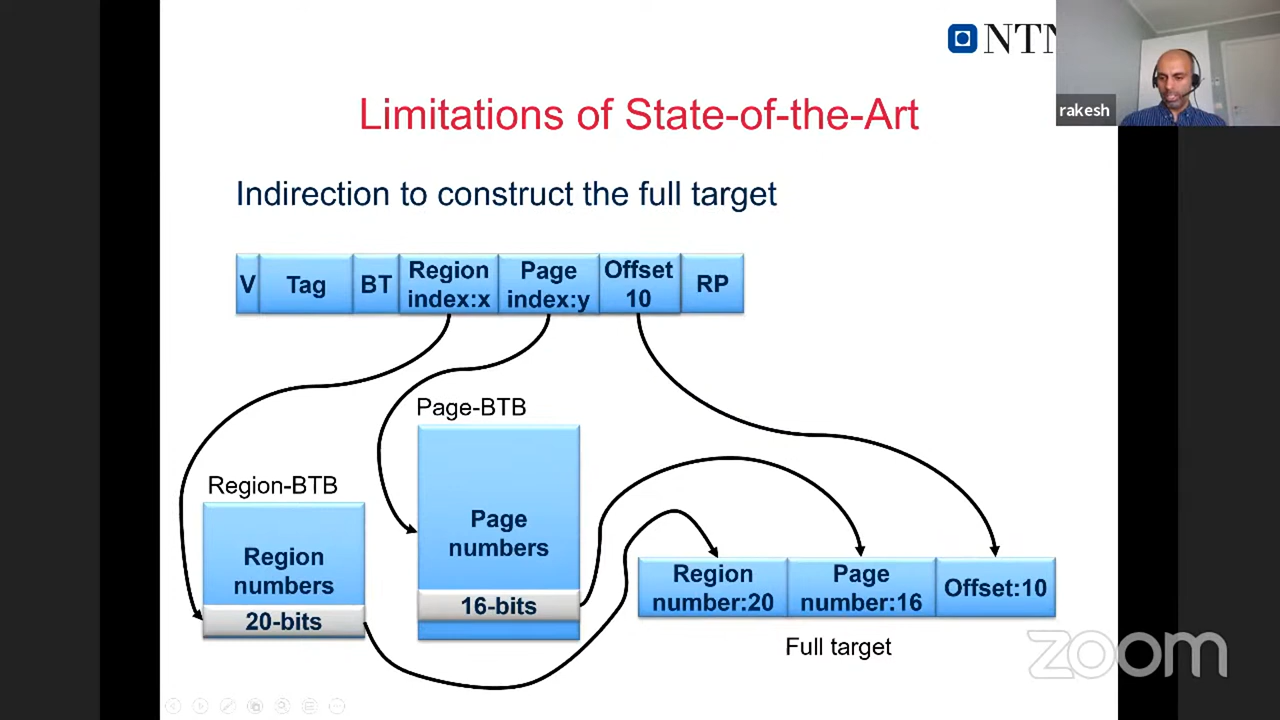 NTN
rakesh
Limitations of State-of-the-Art
Indirection to construct the full target
V
Tag
BT
Region
index:x
Page
index:y
Offset
10
RP
Page-BTB
Region-BTB
Page
numbers
Region
numbers
16-bits
20-bits
Region
number:20
Page
number:16
Offset:10
Full target
zoom